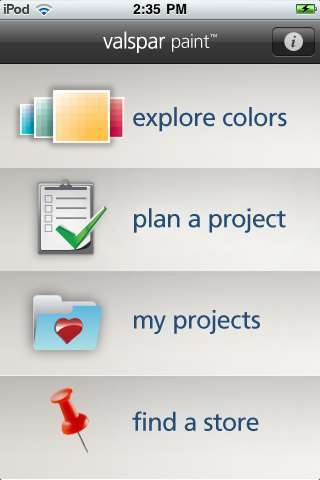 iPod 2:35 PM
valspar paint™
i
explore colors
plan a project
my projects
find a store